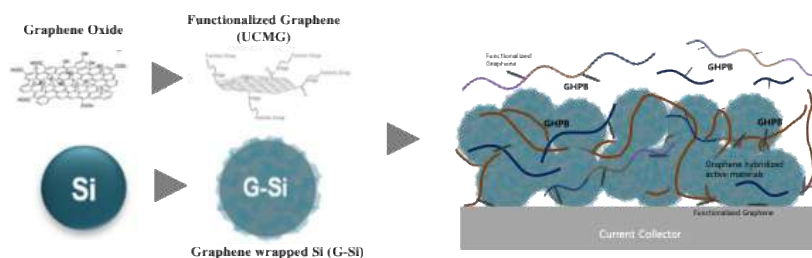 Graphene Oxide
Functionalized Graphene
(UCMG)
Si
G-Si
Graphene wrapped Si (G-Si)
Functionalized
Graphene
GHPB
GHPB
GHPB
GHPB
Graphene hybridized
active materials
Functionalized Graphene
Current Collector